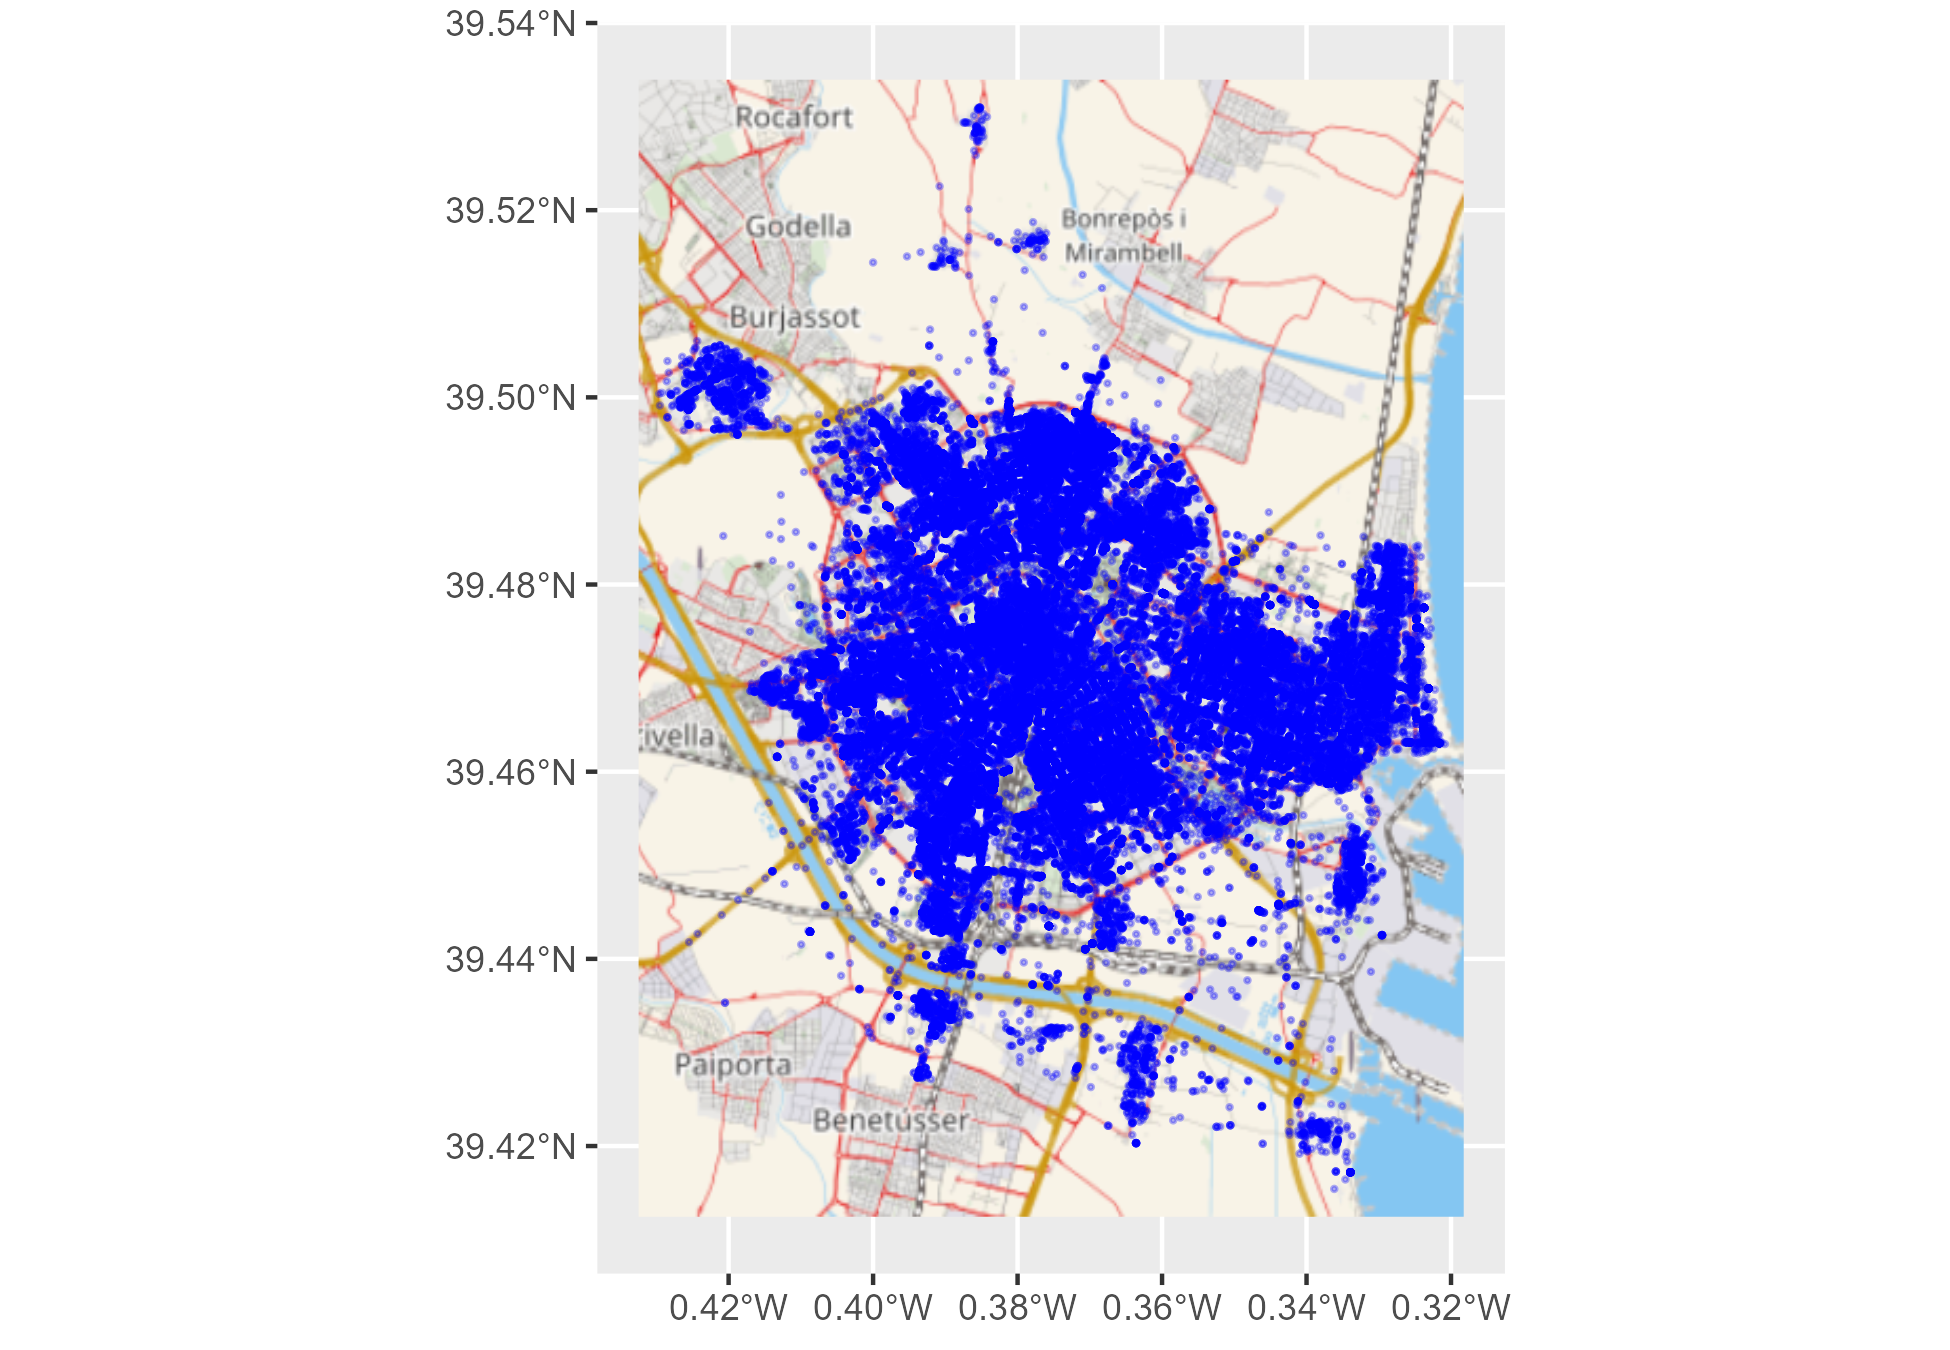 39.54°N
Rocafort
39.52°N
Bonrepòs i
Godella
Mirambell
Burjassot
39.50°N
39.48°N
rivella
39.46°N
39.44°N
Paiporta
Benetússer
39.42°N
0.42°W 0.40°W 0.38°W 0.36°W 0.34°W 0.32°W